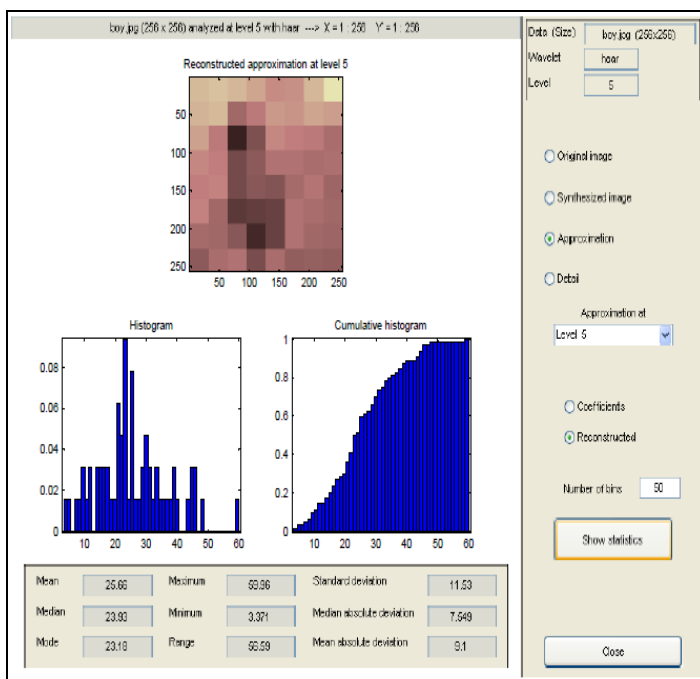 boy.jpg (256 x 256) analyzed at level 5 with haar ---> X = 1 : 256 Y = 1 : 256
Reconstructed approximation at level 5
50
100
150
200
250
50 100 150 200 250
Histogram
0.08
0.06
0.04
0.02
0
10 20 30 40 50 60
Cumulative histogram
1
0.8
0.6
0.4
0.2
0
10 20 30 40 50 60
Mean 25.66 Maximum 59.96 Standard deviation 11.53
Median 23.93 Minimum 3.371 Median absolute deviation 7.549
Mode 23.18 Range 56.59 Mean absolute deviation 9.1
Data (Size) boy.jpg (256x256)
Wavelet haar
Level 5
Original image
Synthesized image
Approximation
Detail
Approximation at
Level 5
Coefficients
Reconstructed
Number of bins 50
Show statistics
Close